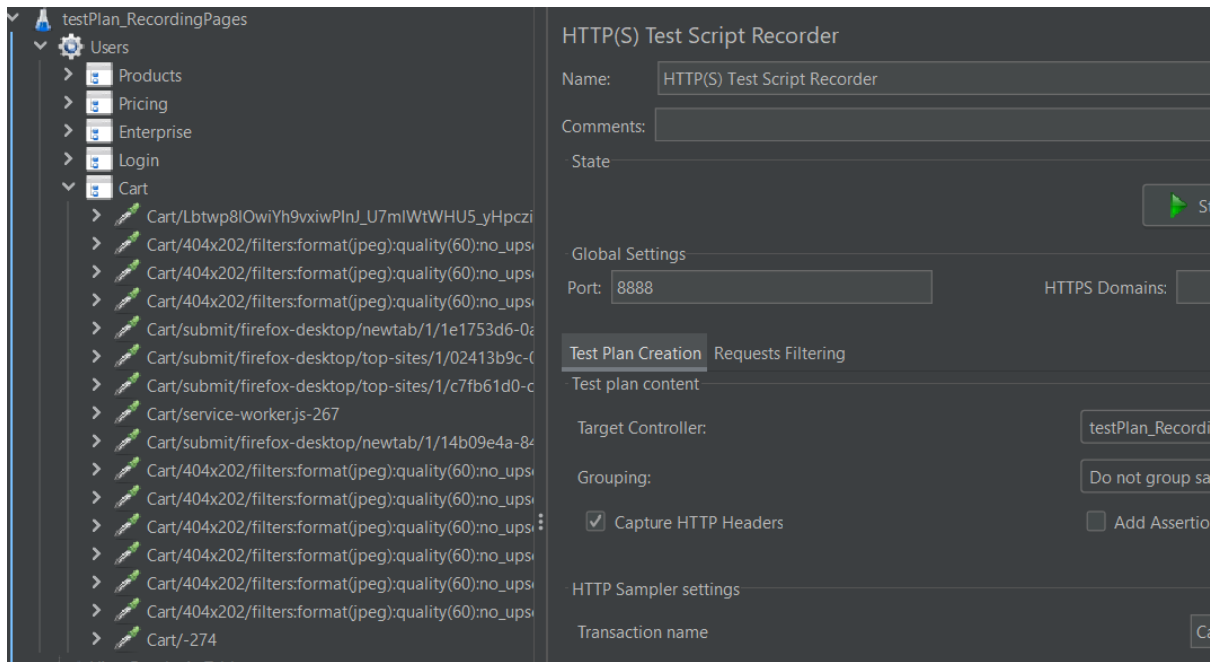 testPlan_RecordingPages
Users
Products
Pricing
Enterprise
Login
Cart
Cart/404x202/filters:format(jpeg):quality(60):no_ups
Cart/404x202/filters:format(jpeg):quality(60):no_ups
Cart/404x202/filters:format(jpeg):quality(60):no_ups
Cart/submit/firefox-desktop/newtab/1/1e1753d6-0a
Cart/submit/firefox-desktop/top-sites/1/02413b9c-
Cart/submit/firefox-desktop/top-sites/1/c7fb61d0-c
Cart/service-worker.js-267
Cart/submit/firefox-desktop/newtab/1/14b09e4a-84
Cart/404x202/filters:format(jpeg):quality(60):no_ups
Cart/404x202/filters:format(jpeg):quality(60):no_ups
Cart/404x202/filters:format(jpeg):quality(60):no_ups
Cart/404x202/filters:format(jpeg):quality(60):no_ups
Cart/404x202/filters:format(jpeg):quality(60):no_ups
Cart/404x202/filters:format(jpeg):quality(60):no_ups
Cart/-274
HTTP(S) Test Script Recorder
Name: HTTP(S) Test Script Recorder
Comments:
State
St
Global Settings
Port: 8888 HTTPS Domains:
Test Plan Creation Requests Filtering
Test plan content
Target Controller: testPlan_Recordi
Grouping: Do not group sa
Capture HTTP Headers Add Assertio
HTTP Sampler settings
Transaction name Ca